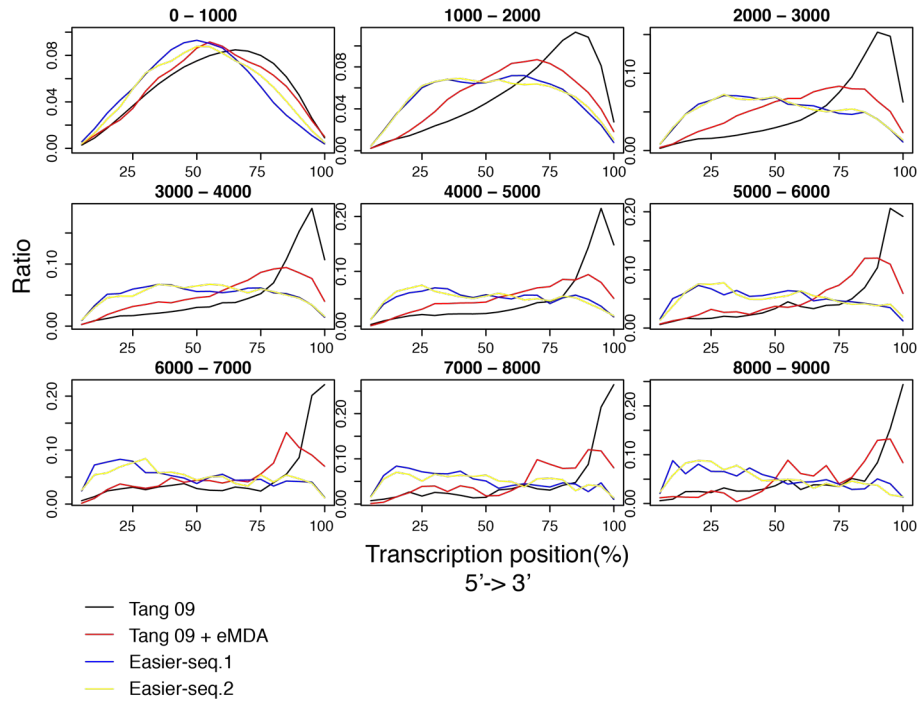 0 – 1000
1000 – 2000
2000 – 3000
0.00 0.04 0.08
0.00 0.04 0.08
0.00 0.10
25 50 75 100
25 50 75 100
25 50 75 100
3000 – 4000
4000 – 5000
5000 – 6000
Ratio
0.00 0.10
0.00 0.10 0.20
0.00 0.10 0.20
25 50 75 100
25 50 75 100
25 50 75 100
6000 – 7000
7000 – 8000
8000 – 9000
0.00 0.10 0.20
0.00 0.10 0.20
0.00 0.10 0.20
25 50 75 100
25 50 75 100
25 50 75 100
Transcription position(%)
5’-> 3’
Tang 09
Tang 09 + eMDA
Easier-seq.1
Easier-seq.2